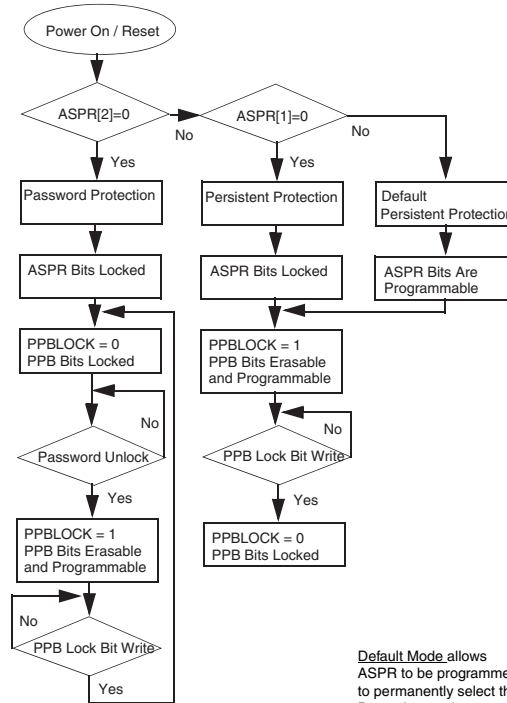 Power On / Reset
ASPR[2]=0
No
ASPR[1]=0
No
Yes
Yes
Password Protection
Persistent Protection
Default
Persistent Protection
ASPR Bits Locked
ASPR Bits Locked
ASPR Bits Are
Programmable
PPBLOCK = 0
PPB Bits Locked
PPBLOCK = 1
PPB Bits Erasable
and Programmable
No
Password Unlock
No
PPB Lock Bit Write
Yes
Yes
PPBLOCK = 1
PPB Bits Erasable
and Programmable
PPBLOCK = 0
PPB Bits Locked
No
PPB Lock Bit Write
Yes
Default Mode allows
ASPR to be programme
to permanently select th